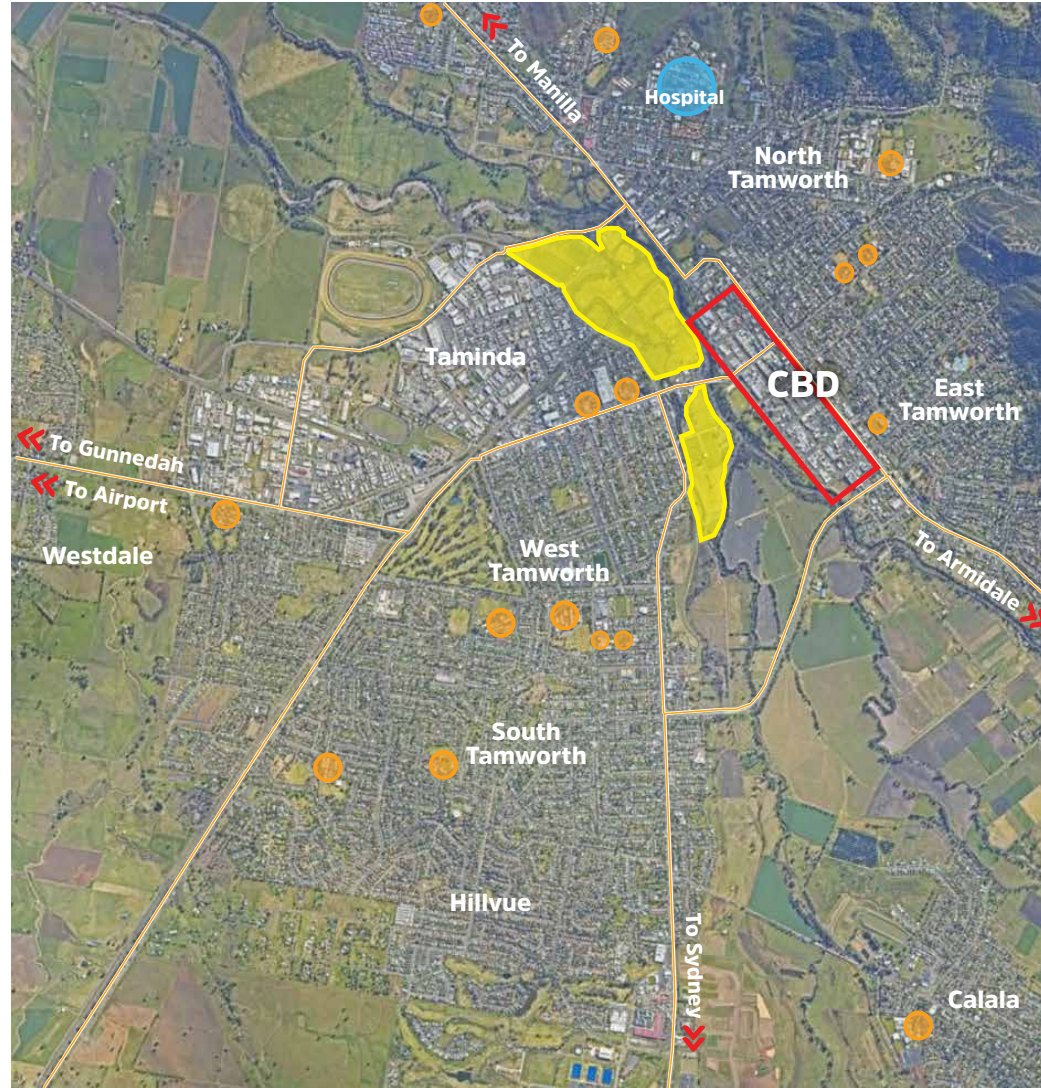 To Manilla
Hospital
North
Tamworth
Taminda
CBD
East
Tamworth
To Gunnedah
To Airport
Westdale
West
Tamworth
To Armidale
South
Tamworth
Hillvue
To Sydney
Calala